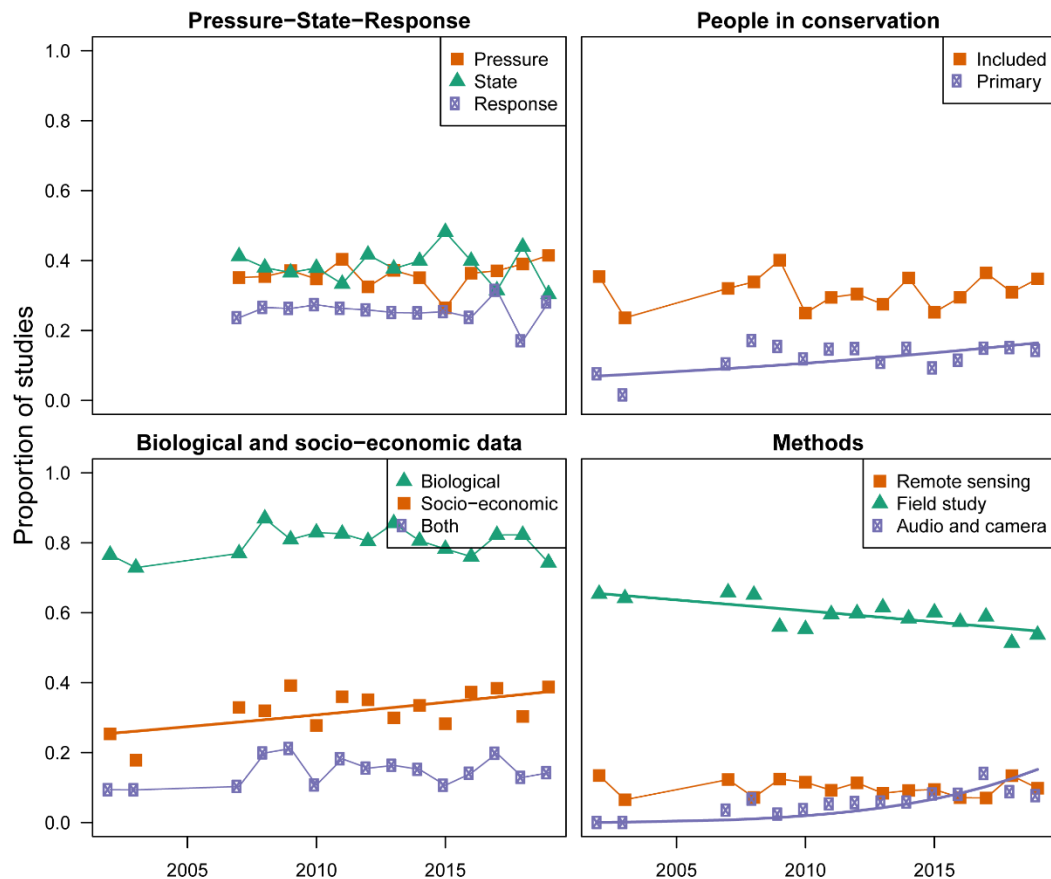 Pressure−State−Response
People in conservation
Pressure
State
Response
Included
Primary
1.0
0.8
0.6
0.4
0.2
0.0
Proportion of studies
Biological and socio−economic data
Methods
Biological
Socio−economic
Both
Remote sensing
Field study
Audio and camera
1.0
0.8
0.6
0.4
0.2
0.0
2005
2010
2015
2005
2010
2015